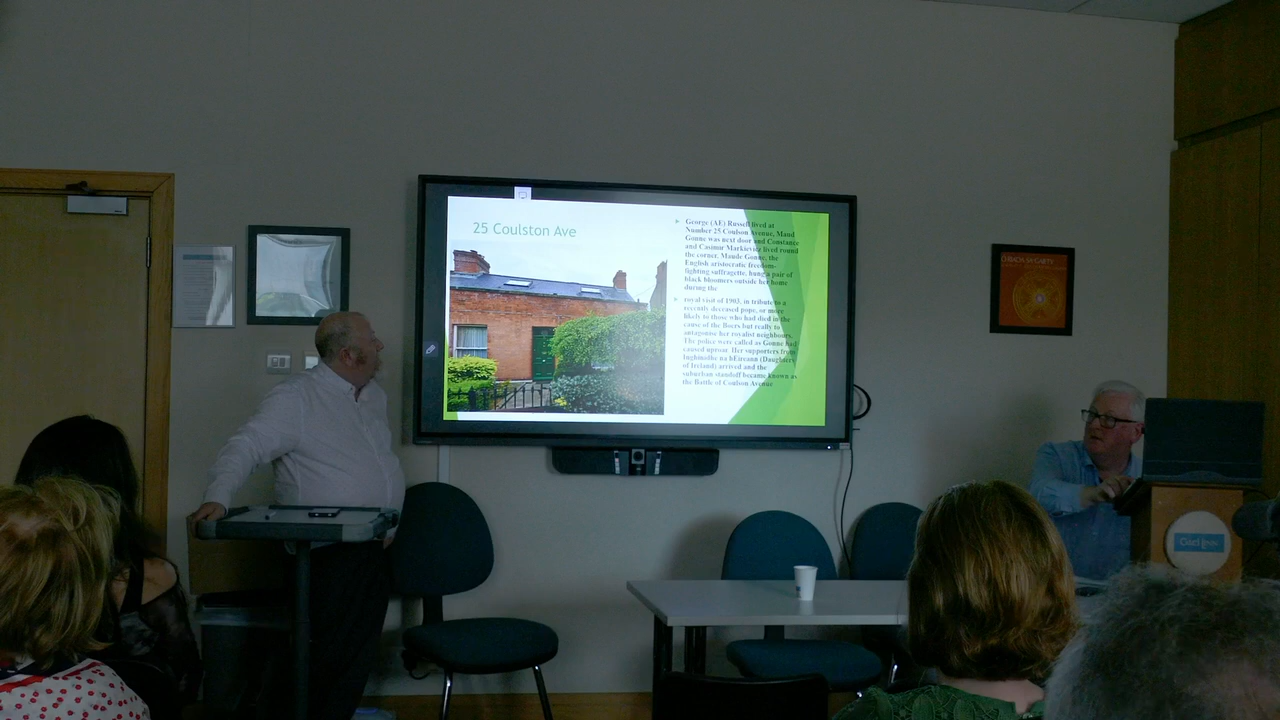 25 Coulston Ave
George (AE) Russell lived at
Number 25 Coulson Avenue, Maud
Gonne was next door and Constance
and Casimir Markievicz lived round
the corner. Maude Gonne, the
English aristocratic freedom-
fighting suffragette, hung a pair of
black bloomers outside her home
during the
royal visit of 1903, in tribute to a
recently deceased pope, or more
likely to those who had died in the
cause of the Boers but really to
antagonise her royalist neighbours.
The police were called as Gonne had
caused uproar. Her supporters from
Inghinidhe na hEireann (Daughters
of Ireland) arrived and the
suburban standoff became known as
the Battle of Coulson Avenue